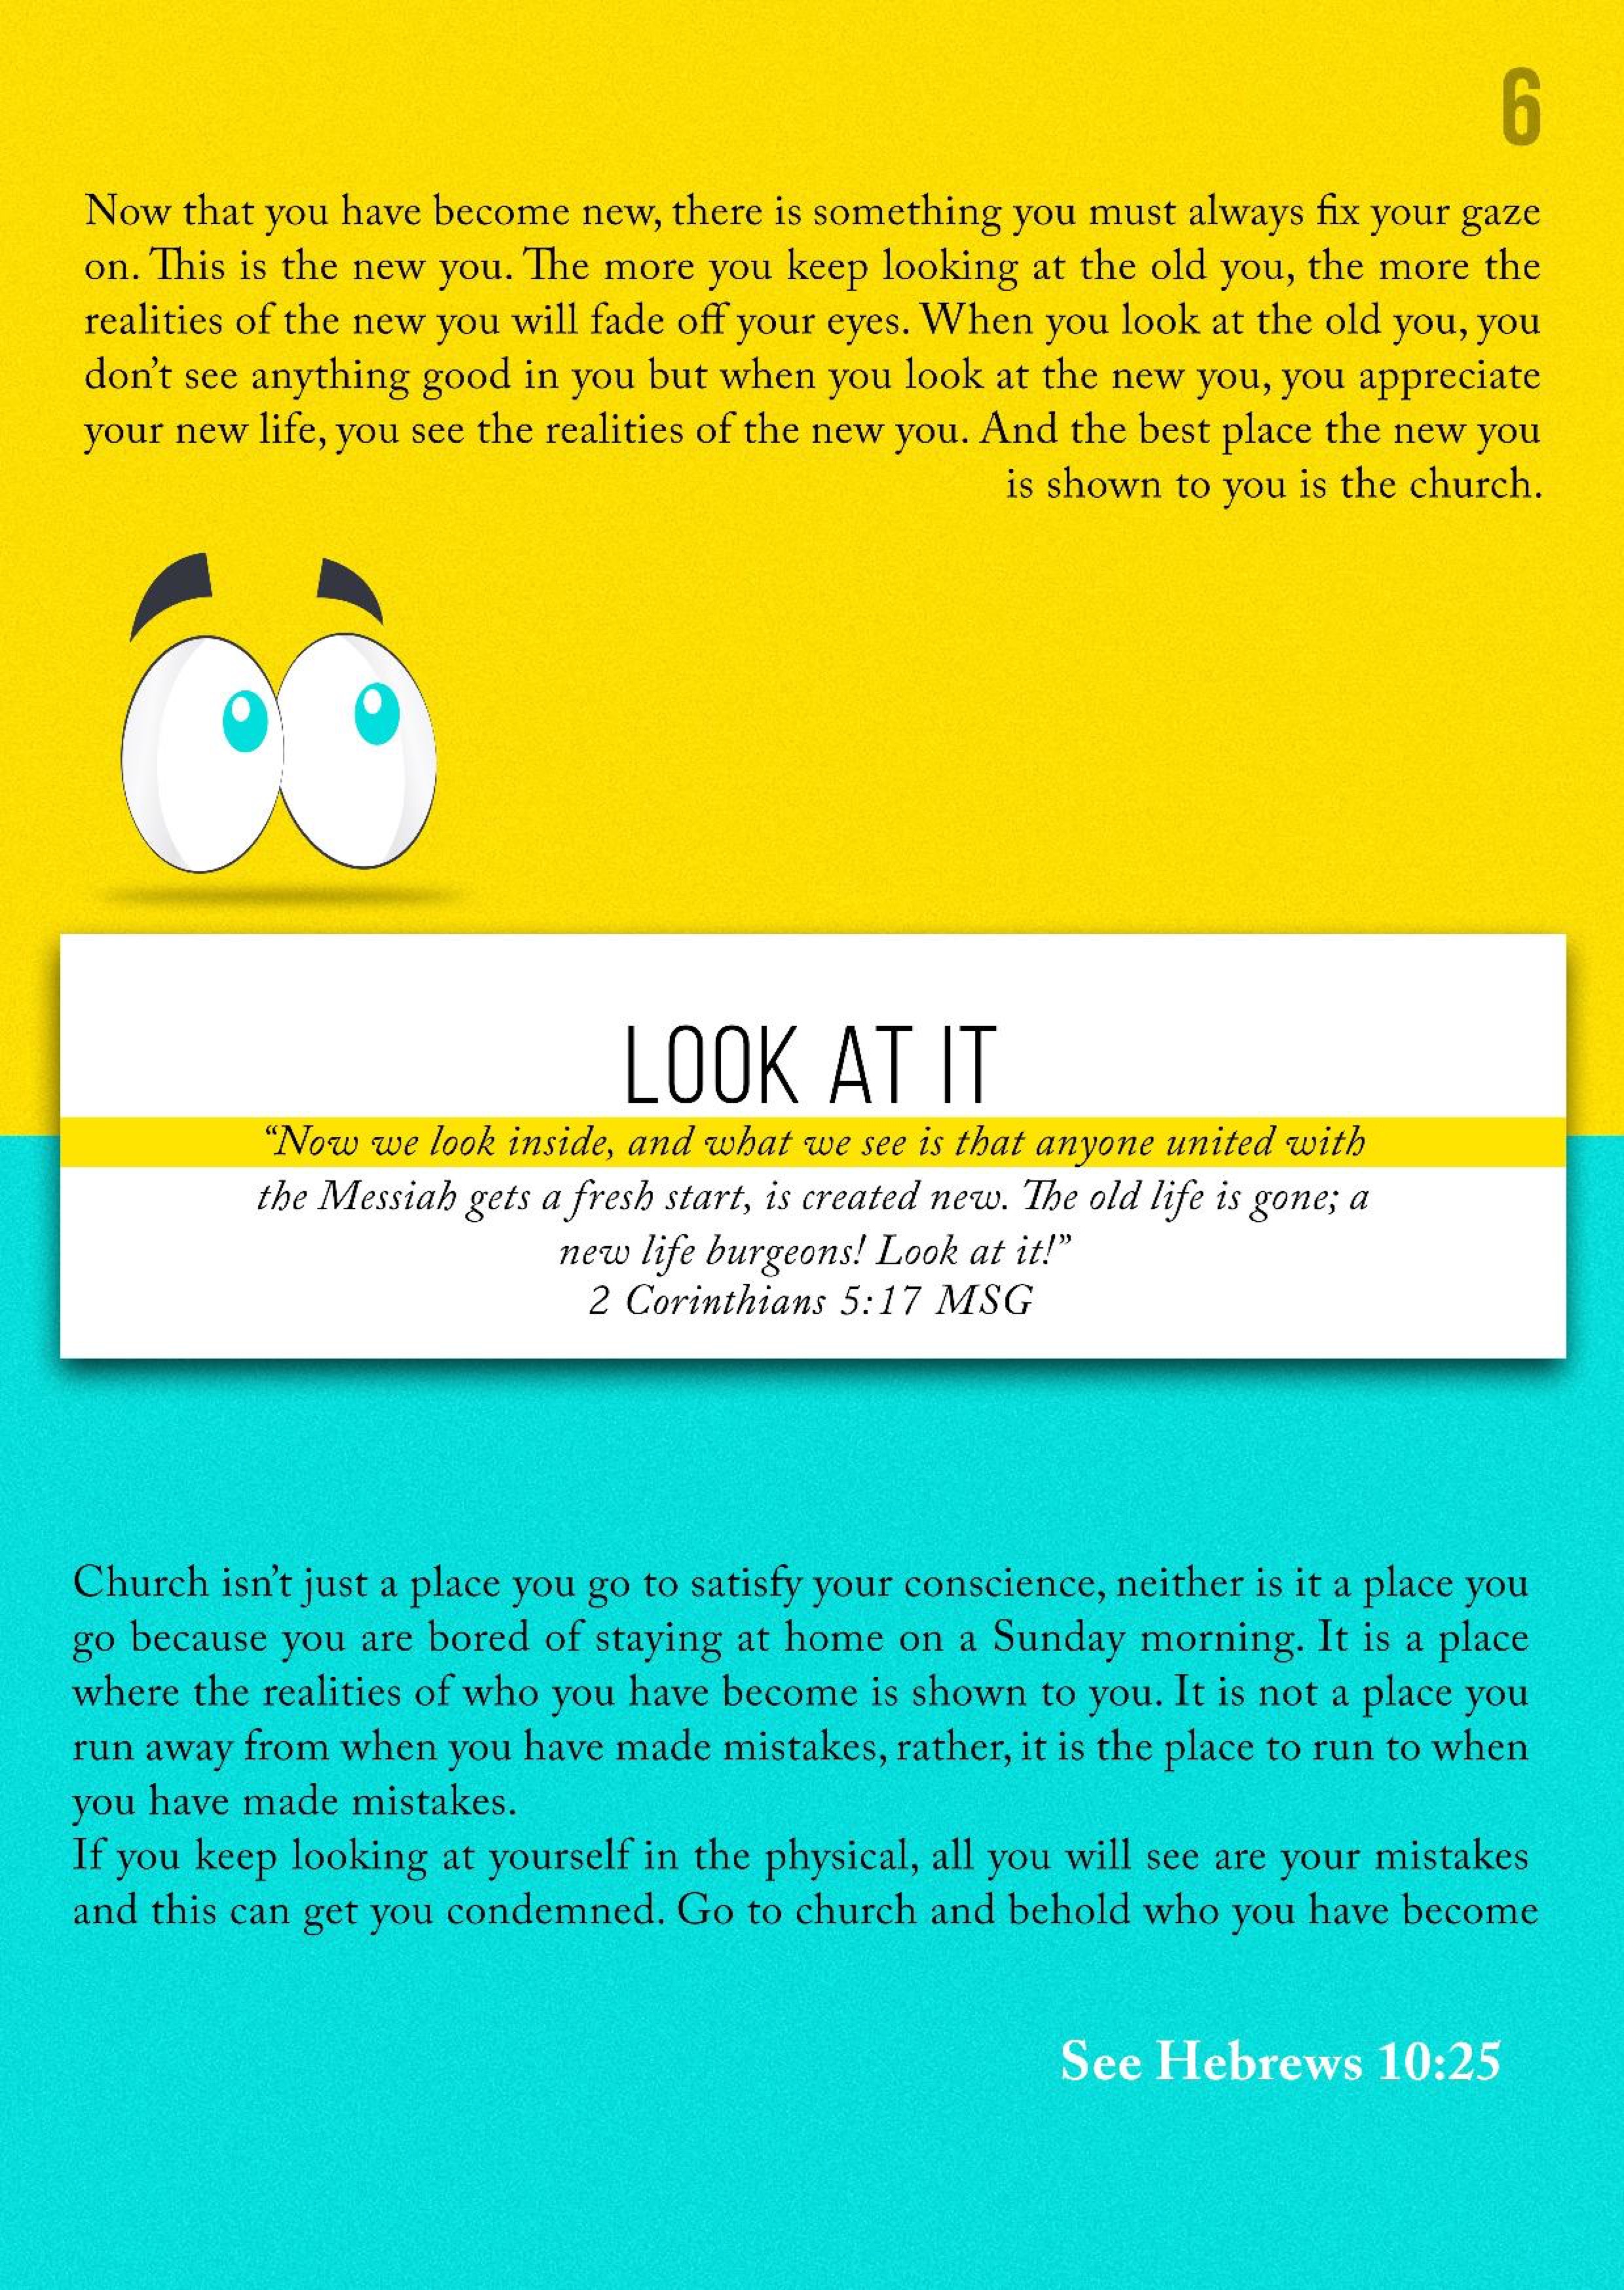 6
Now that you have become new, there is something you must always fix your gaze
on. This is the new you. The more you keep looking at the old you, the more the
realities of the new you will fade off your eyes. When you look at the old you, you
don’t see anything good in you but when you look at the new you, you appreciate
your new life, you see the realities of the new you. And the best place the new you
is shown to you is the church.
LOOK AT IT
“Now we look inside, and what we see is that anyone united with
the Messiah gets a fresh start, is created new. The old life is gone; a
new life burgeons! Look at it!”
2 Corinthians 5:17 MSG
Church isn’t just a place you go to satisfy your conscience, neither is it a place you
go because you are bored of staying at home on a Sunday morning. It is a place
where the realities of who you have become is shown to you. It is not a place you
run away from when you have made mistakes, rather, it is the place to run to when
you have made mistakes.
If you keep looking at yourself in the physical, all you will see are your mistakes
and this can get you condemned. Go to church and behold who you have become
See Hebrews 10:25